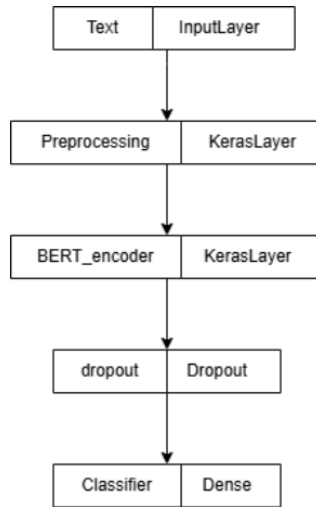 Text InputLayer
Preprocessing KerasLayer
BERT_encoder KerasLayer
dropout Dropout
Classifier Dense